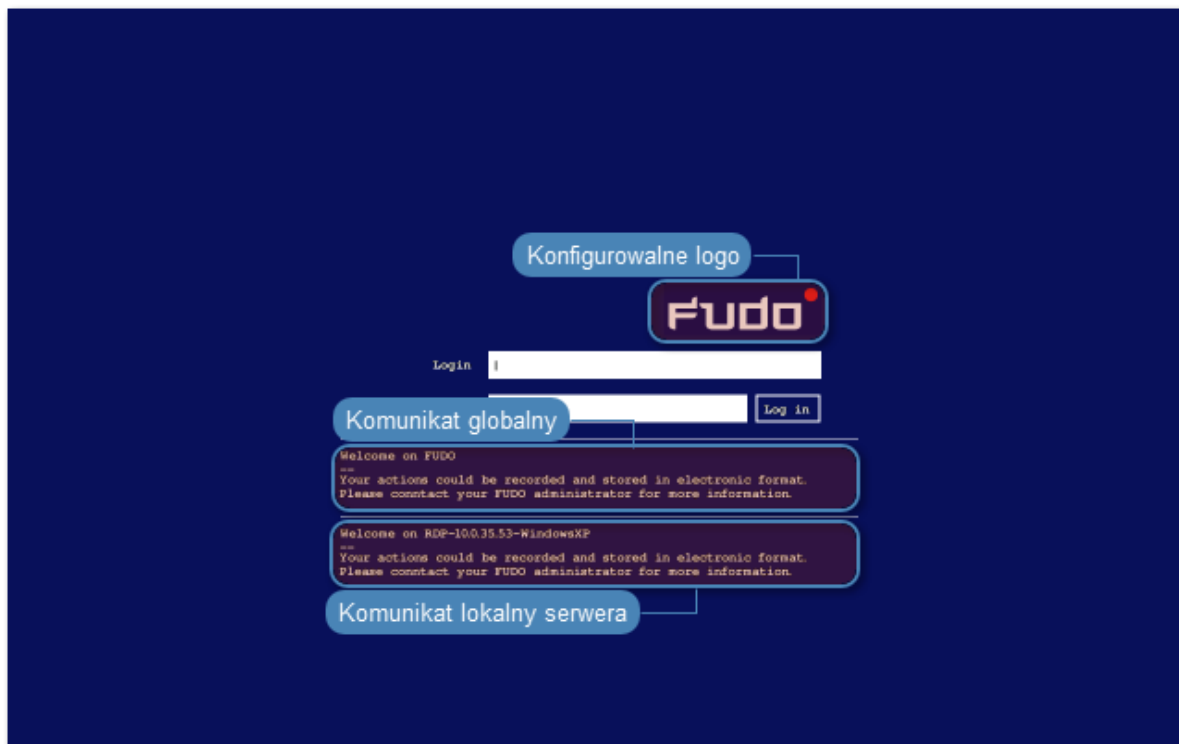 Konfigurowalne logo
FUDO
Login
Log in
Komunikat globalny
Welcome on FUDO
--
Your actions could be recorded and stored in electronic format.
Please conntact your FUDO administrator for more information.
Welcome on RDP-10.0.35.53-WindowsXP
--
Your actions could be recorded and stored in electronic format.
Please conntact your FUDO administrator for more information.
Komunikat lokalny serwera